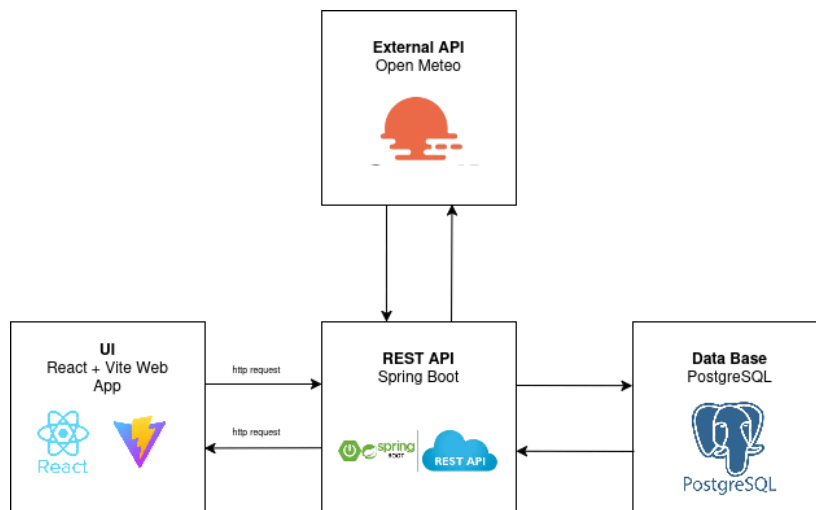 External API
Open Meteo
UI
React + Vite Web
App
http request
http request
React
REST API
Spring Boot
spring
BOOT
REST API
Data Base
PostgreSQL
PostgreSQL